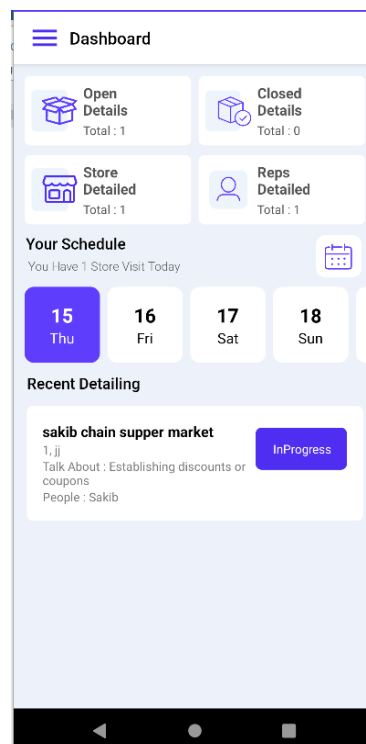 Dashboard
Open
Details
Total : 1
Closed
Details
Total : 0
Store
Detailed
Total : 1
Reps
Detailed
Total : 1
Your Schedule
You Have 1 Store Visit Today
15
Thu
16
Fri
17
Sat
18
Sun
Recent Detailing
sakib chain supper market
1, jj
Talk About : Establishing discounts or
coupons
People : Sakib
InProgress